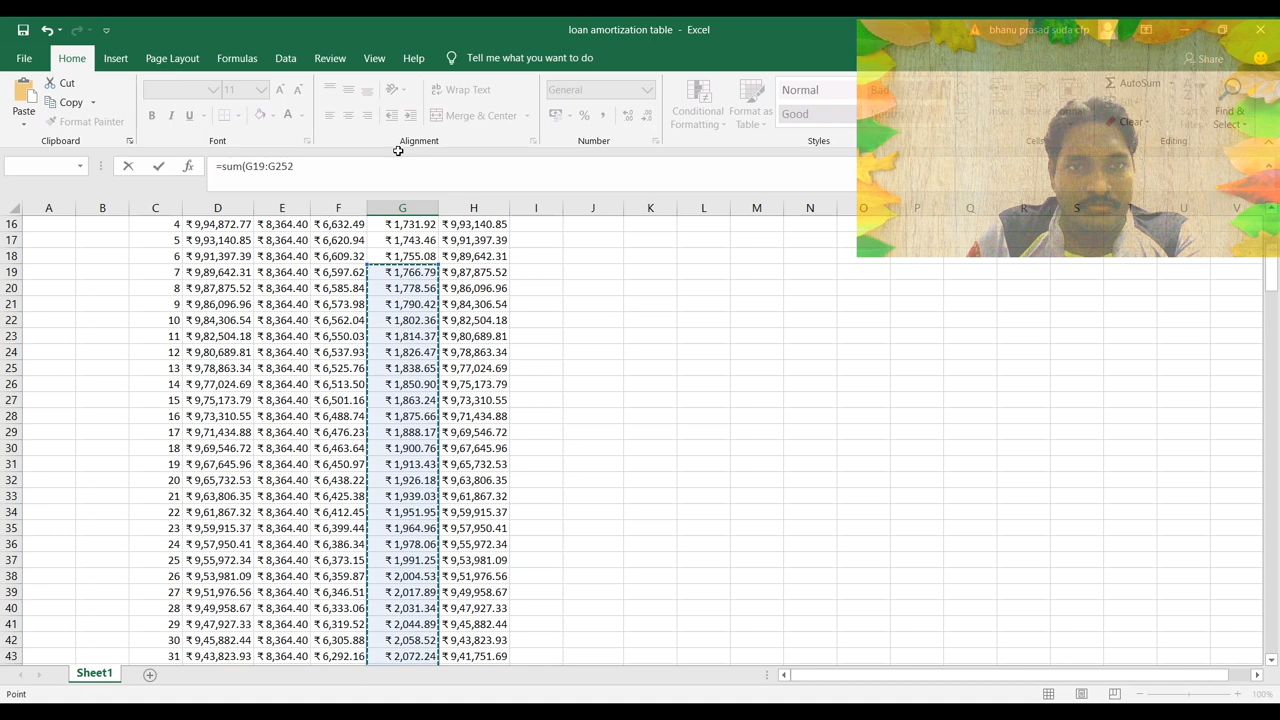 loan amortization table - Excel
bhanu prasad suda cfp
File Home Insert Page Layout Formulas Data Review View Help Tell me what you want to do Share
Paste Cut Copy Format Painter
11 Wrap Text Merge & Center General
Conditional Formatting Format as Table Normal Bad Good
AutoSum Clear Find & Select
Clipboard Font Alignment Number Styles Cells
=sum(G19:G252
A B C D E F G H I J K L M N O P Q R S T U V
16 4 ₹ 9,94,872.77 ₹ 8,364.40 ₹ 6,632.49 ₹ 1,731.92 ₹ 9,93,140.85
17 5 ₹ 9,93,140.85 ₹ 8,364.40 ₹ 6,620.94 ₹ 1,743.46 ₹ 9,91,397.39
18 6 ₹ 9,91,397.39 ₹ 8,364.40 ₹ 6,609.32 ₹ 1,755.08 ₹ 9,89,642.31
19 7 ₹ 9,89,642.31 ₹ 8,364.40 ₹ 6,597.62 ₹ 1,766.79 ₹ 9,87,875.52
20 8 ₹ 9,87,875.52 ₹ 8,364.40 ₹ 6,585.84 ₹ 1,778.56 ₹ 9,86,096.96
21 9 ₹ 9,86,096.96 ₹ 8,364.40 ₹ 6,573.98 ₹ 1,790.42 ₹ 9,84,306.54
22 10 ₹ 9,84,306.54 ₹ 8,364.40 ₹ 6,562.04 ₹ 1,802.36 ₹ 9,82,504.18
23 11 ₹ 9,82,504.18 ₹ 8,364.40 ₹ 6,550.03 ₹ 1,814.37 ₹ 9,80,689.81
24 12 ₹ 9,80,689.81 ₹ 8,364.40 ₹ 6,537.93 ₹ 1,826.47 ₹ 9,78,863.34
25 13 ₹ 9,78,863.34 ₹ 8,364.40 ₹ 6,525.76 ₹ 1,838.65 ₹ 9,77,024.69
26 14 ₹ 9,77,024.69 ₹ 8,364.40 ₹ 6,513.50 ₹ 1,850.90 ₹ 9,75,173.79
27 15 ₹ 9,75,173.79 ₹ 8,364.40 ₹ 6,501.16 ₹ 1,863.24 ₹ 9,73,310.55
28 16 ₹ 9,73,310.55 ₹ 8,364.40 ₹ 6,488.74 ₹ 1,875.66 ₹ 9,71,434.88
29 17 ₹ 9,71,434.88 ₹ 8,364.40 ₹ 6,476.23 ₹ 1,888.17 ₹ 9,69,546.72
30 18 ₹ 9,69,546.72 ₹ 8,364.40 ₹ 6,463.64 ₹ 1,900.76 ₹ 9,67,645.96
31 19 ₹ 9,67,645.96 ₹ 8,364.40 ₹ 6,450.97 ₹ 1,913.43 ₹ 9,65,732.53
32 20 ₹ 9,65,732.53 ₹ 8,364.40 ₹ 6,438.22 ₹ 1,926.18 ₹ 9,63,806.35
33 21 ₹ 9,63,806.35 ₹ 8,364.40 ₹ 6,425.38 ₹ 1,939.03 ₹ 9,61,867.32
34 22 ₹ 9,61,867.32 ₹ 8,364.40 ₹ 6,412.45 ₹ 1,951.95 ₹ 9,59,915.37
35 23 ₹ 9,59,915.37 ₹ 8,364.40 ₹ 6,399.44 ₹ 1,964.96 ₹ 9,57,950.41
36 24 ₹ 9,57,950.41 ₹ 8,364.40 ₹ 6,386.34 ₹ 1,978.06 ₹ 9,55,972.34
37 25 ₹ 9,55,972.34 ₹ 8,364.40 ₹ 6,373.15 ₹ 1,991.25 ₹ 9,53,981.09
38 26 ₹ 9,53,981.09 ₹ 8,364.40 ₹ 6,359.87 ₹ 2,004.53 ₹ 9,51,976.56
39 27 ₹ 9,51,976.56 ₹ 8,364.40 ₹ 6,346.51 ₹ 2,017.89 ₹ 9,49,958.67
40 28 ₹ 9,49,958.67 ₹ 8,364.40 ₹ 6,333.06 ₹ 2,031.34 ₹ 9,47,927.33
41 29 ₹ 9,47,927.33 ₹ 8,364.40 ₹ 6,319.52 ₹ 2,044.89 ₹ 9,45,882.44
42 30 ₹ 9,45,882.44 ₹ 8,364.40 ₹ 6,305.88 ₹ 2,058.52 ₹ 9,43,823.93
43 31 ₹ 9,43,823.93 ₹ 8,364.40 ₹ 6,292.16 ₹ 2,072.24 ₹ 9,41,751.69
Sheet1
Point 100%